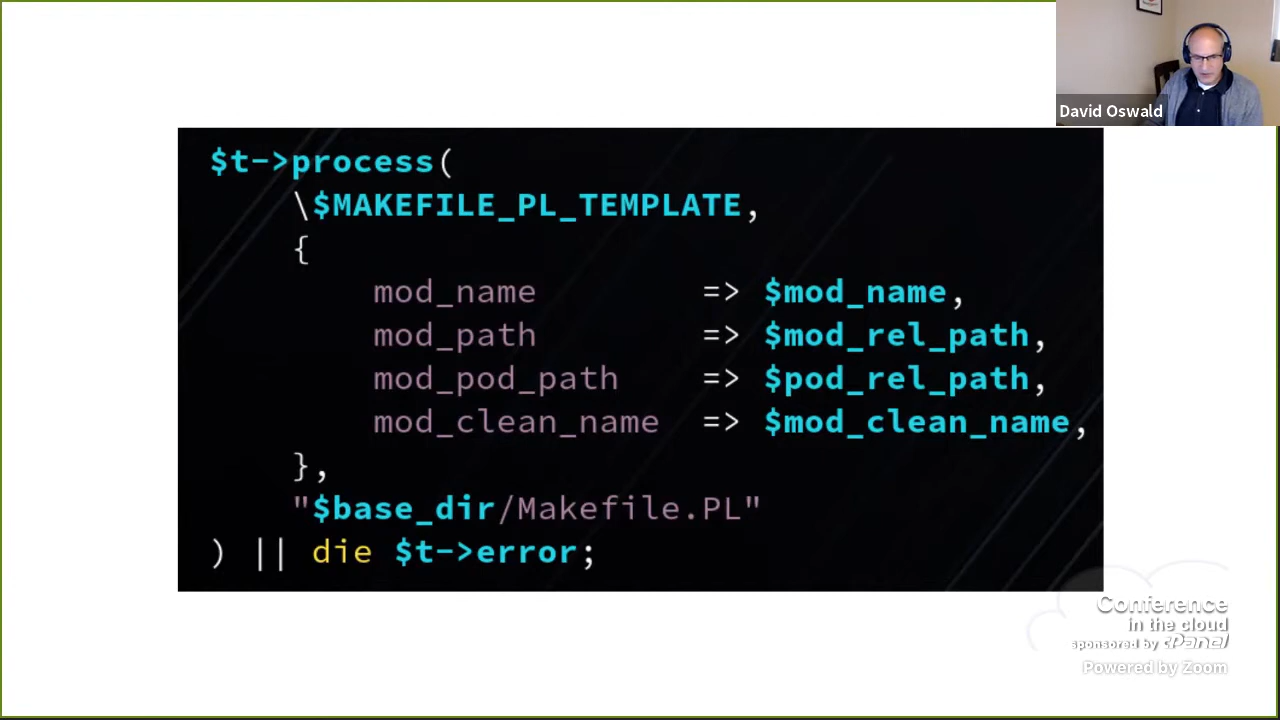 David Oswald
$t->process(
    \$MAKEFILE_PL_TEMPLATE,
    {
        mod_name        => $mod_name,
        mod_path        => $mod_rel_path,
        mod_pod_path    => $pod_rel_path,
        mod_clean_name  => $mod_clean_name,
    },
    "$base_dir/Makefile.PL"
) || die $t->error;
Conference
in the cloud
sponsored by cPanel
Powered by Zoom